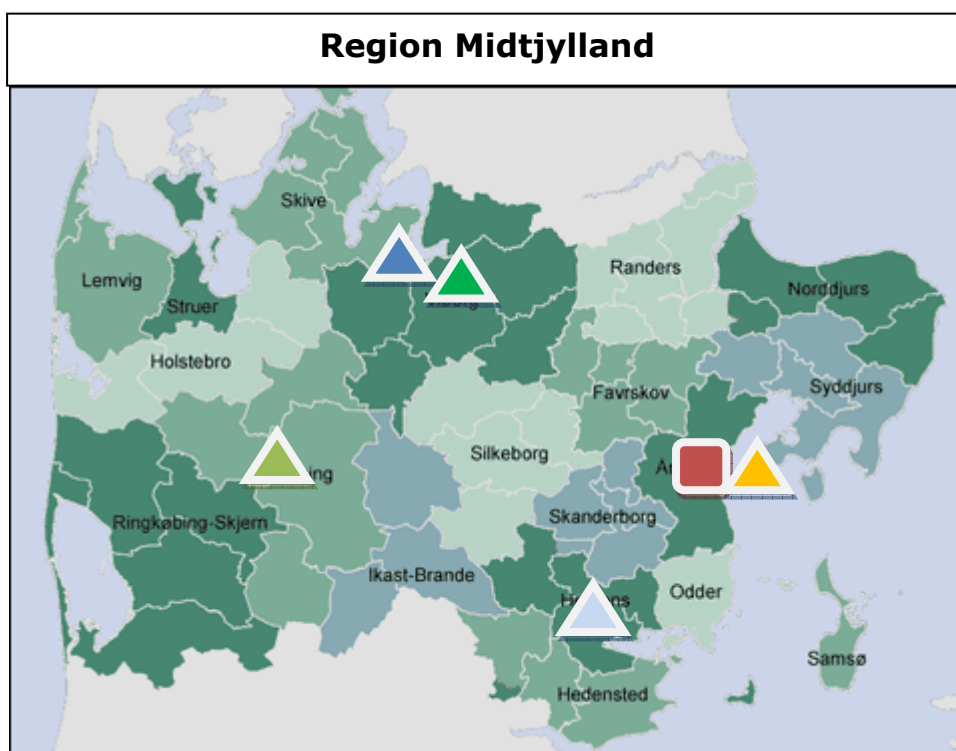 Region Midtjylland
Skive
Randers
Lemvig
Norddjurs
Struer
Holstebro
Syddjurs
Favrskov
Silkeborg
Skanderborg
Ringkøbing-Skjern
Ikast-Brande
Odder
Samsø
Hedensted